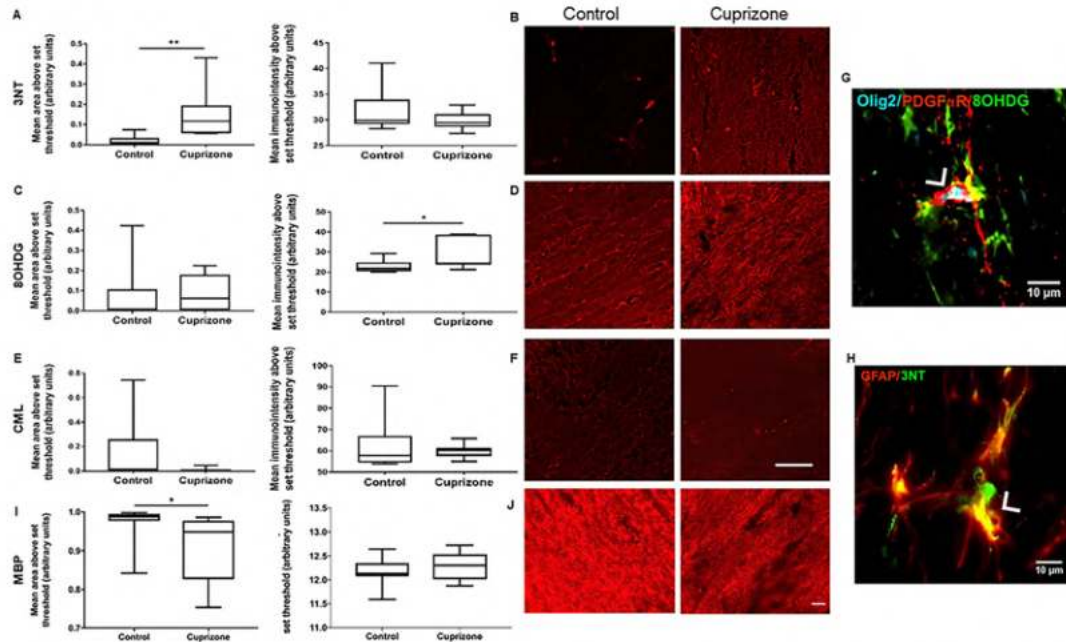 A
B
Control
Cuprizone
3NT
Mean area above set
threshold (arbitrary units)
0.5
0.4
0.3
0.2
0.1
0.0
**
Control
Cuprizone
Mean immunointensity above
set threshold (arbitrary units)
45
40
35
30
25
Control
Cuprizone
G
Olig2/PDGFαR/8OHDG
10 µm
C
D
8OHDG
Mean area above set
threshold (arbitrary units)
0.5
0.4
0.3
0.2
0.1
0.0
Control
Cuprizone
Mean immunointensity above
set threshold (arbitrary units)
50
40
30
20
10
0
*
Control
Cuprizone
E
F
CML
Mean area above set
threshold (arbitrary units)
0.8
0.6
0.4
0.2
0.0
Control
Cuprizone
Mean immunointensity above
set threshold (arbitrary units)
100
90
80
70
60
50
Control
Cuprizone
H
GFAP/3NT
10 µm
I
J
MBP
Mean area above set
threshold (arbitrary units)
1.0
0.9
0.8
0.7
*
Control
Cuprizone
set threshold (arbitrary units)
13.0
12.5
12.0
11.5
11.0
Control
Cuprizone